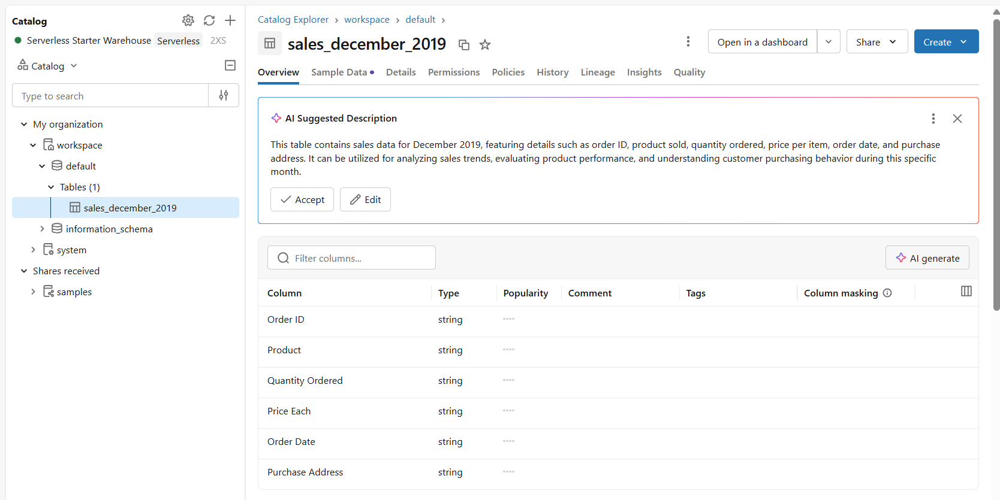 Catalog
Serverless Starter Warehouse Serverless 2XS
Catalog
Type to search
My organization
workspace
default
Tables (1)
sales_december_2019
information_schema
system
Shares received
samples
Catalog Explorer › workspace › default ›
sales_december_2019
Open in a dashboard
Share
Create
Overview Sample Data Details Permissions Policies History Lineage Insights Quality
AI Suggested Description
This table contains sales data for December 2019, featuring details such as order ID, product sold, quantity ordered, price per item, order date, and purchase
address. It can be utilized for analyzing sales trends, evaluating product performance, and understanding customer purchasing behavior during this specific
month.
Accept Edit
Filter columns...
AI generate
Column Type Popularity Comment Tags Column masking
Order ID string
Product string
Quantity Ordered string
Price Each string
Order Date string
Purchase Address string